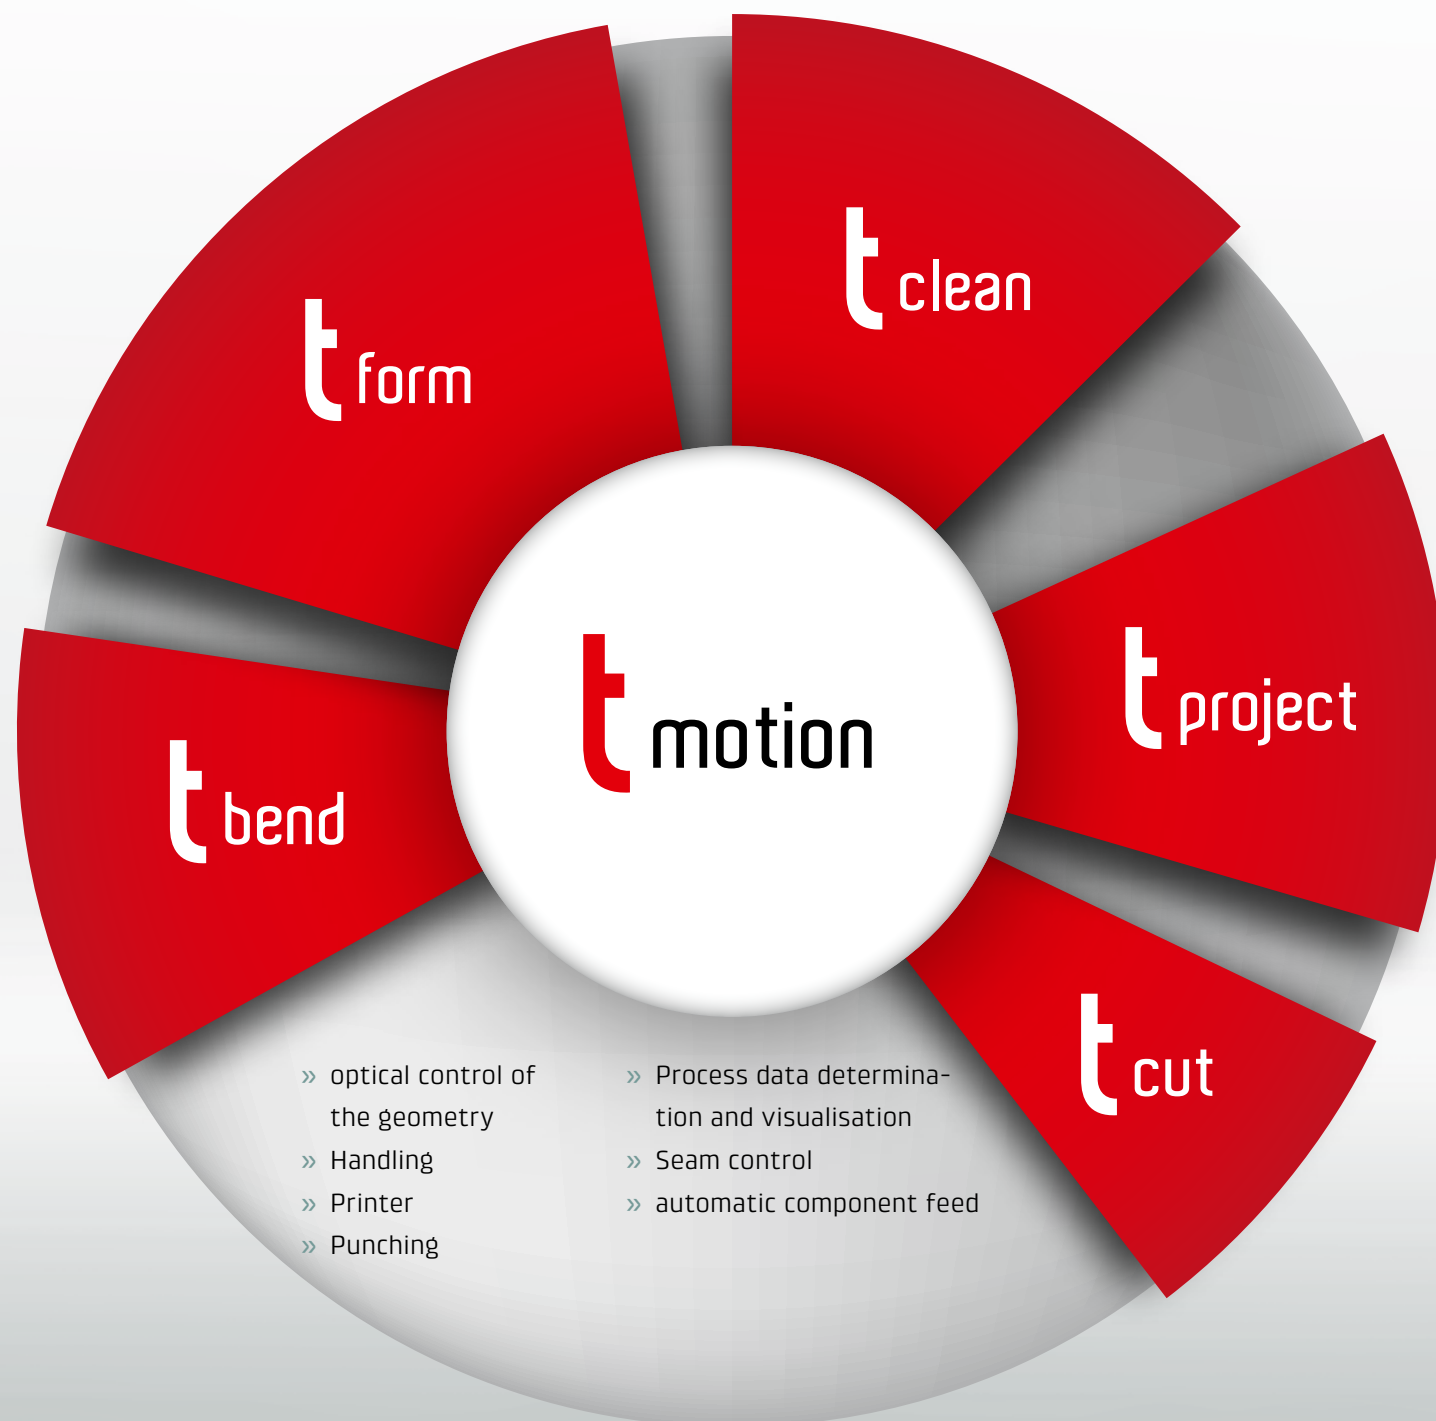 t clean
t form
t project
t motion
t bend
t cut
» optical control of
the geometry
» Handling
» Printer
» Punching
» Process data determina-
tion and visualisation
» Seam control
» automatic component feed